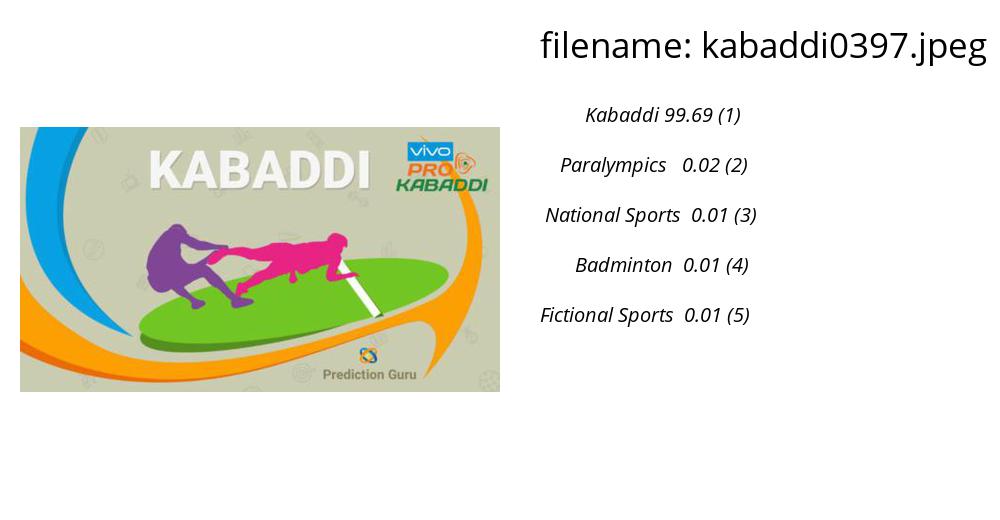 filename: kabaddi0397.jpeg
Kabaddi 99.69 (1)
Paralympics 0.02 (2)
National Sports 0.01 (3)
Badminton 0.01 (4)
Fictional Sports 0.01 (5)
KABADDI
vivo
PRO
KABADDI
Prediction Guru